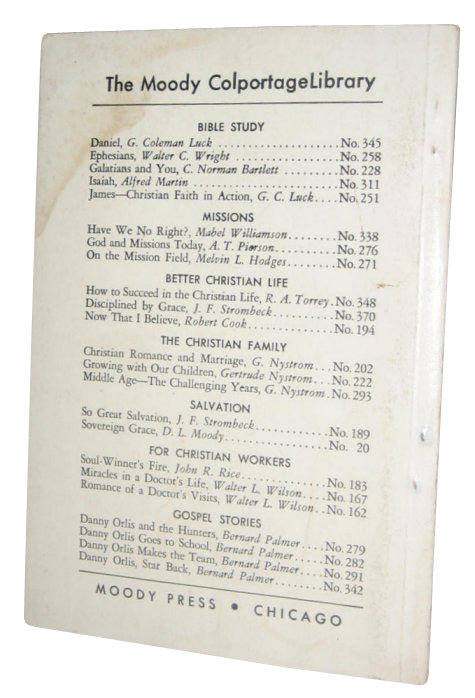 The Moody ColportageLibrary
BIBLE STUDY
Daniel, G. Coleman Luck ..................No. 345
Ephesians, Walter C. Wright ................No. 258
Galatians and You, C. Norman Bartlett ........No. 228
Isaiah, Alfred Martin ......................No. 311
James—Christian Faith in Action, G. C. Luck....No. 251
MISSIONS
Have We No Right?, Mabel Williamson........No. 338
God and Missions Today, A. T. Pierson.........No. 276
On the Mission Field, Melvin L. Hodges........No. 271
BETTER CHRISTIAN LIFE
How to Succeed in the Christian Life, R. A. Torrey.No. 348
Disciplined by Grace, J. F. Strombeck.........No. 370
Now That I Believe, Robert Cook.............No. 194
THE CHRISTIAN FAMILY
Christian Romance and Marriage, G. Nystrom...No. 202
Growing with Our Children, Gertrude Nystrom...No. 222
Middle Age—The Challenging Years, G. Nystrom.No. 293
SALVATION
So Great Salvation, J. F. Strombeck............No. 189
Sovereign Grace, D. L. Moody................No. 20
FOR CHRISTIAN WORKERS
Soul-Winner's Fire, John R. Rice..............No. 183
Miracles in a Doctor's Life, Walter L. Wilson....No. 167
Romance of a Doctor's Visits, Walter L. Wilson..No. 162
GOSPEL STORIES
Danny Orlis and the Hunters, Bernard Palmer....No. 279
Danny Orlis Goes to School, Bernard Palmer.....No. 282
Danny Orlis Makes the Team, Bernard Palmer....No. 291
Danny Orlis, Star Back, Bernard Palmer........No. 342
MOODY PRESS • CHICAGO